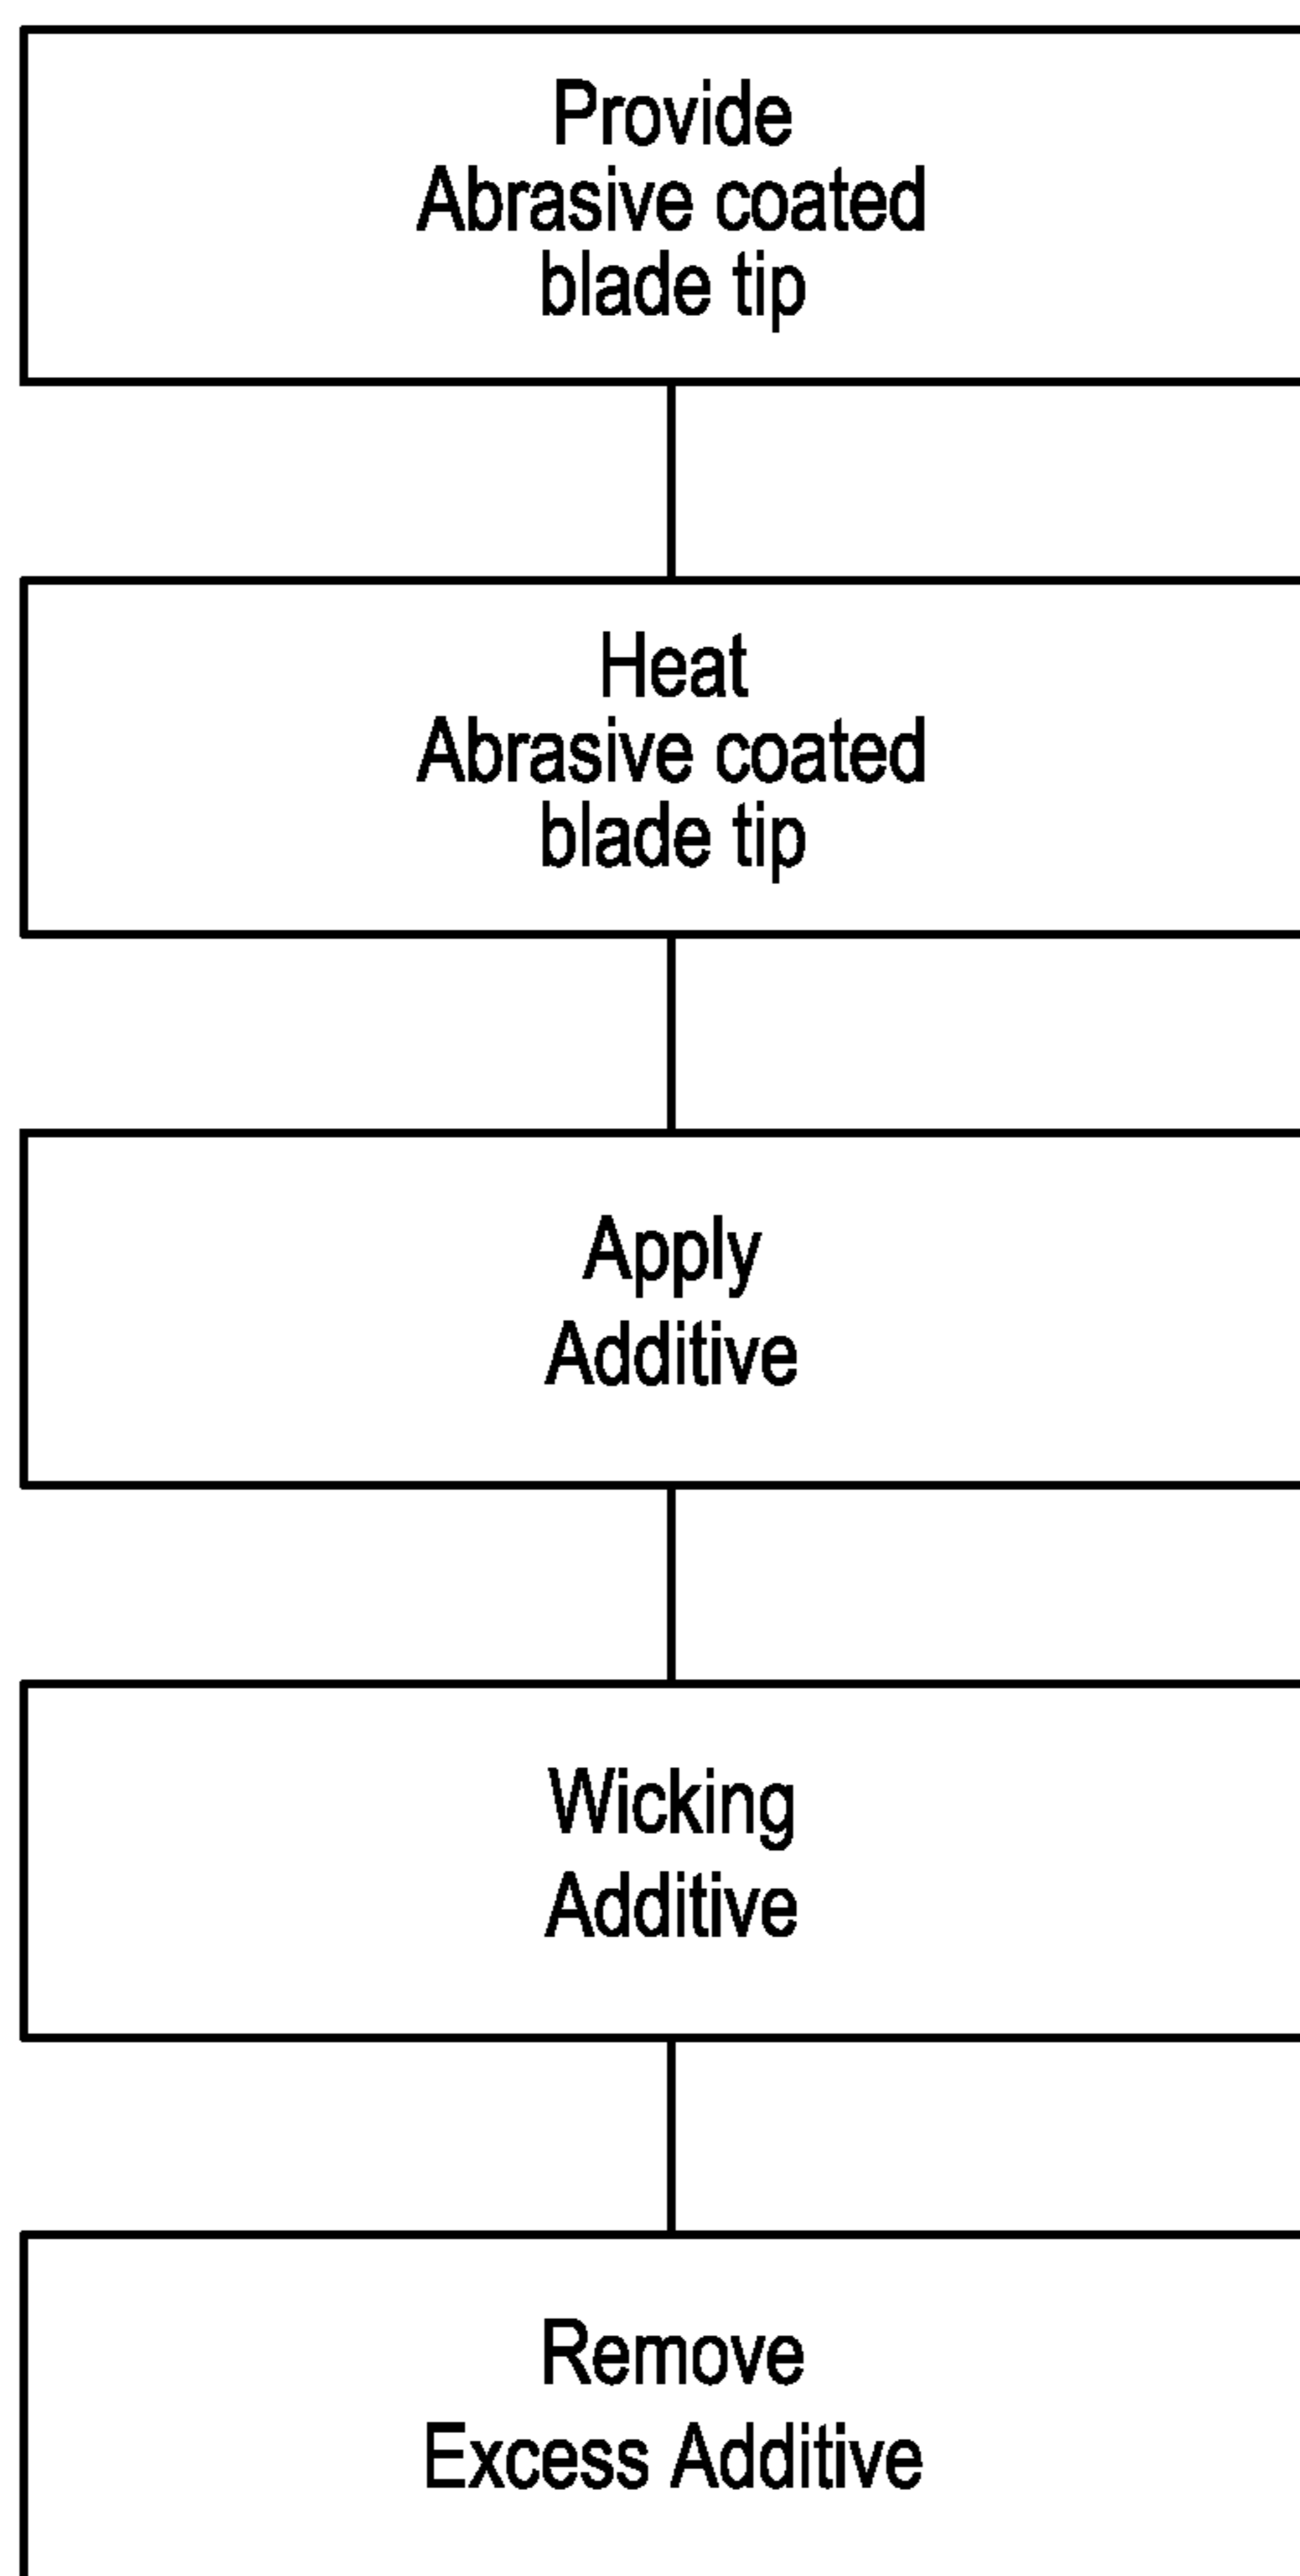 Provide
Abrasive coated
blade tip
Heat
Abrasive coated
blade tip
Apply
Additive
Wicking
Additive
Remove
Excess Additive